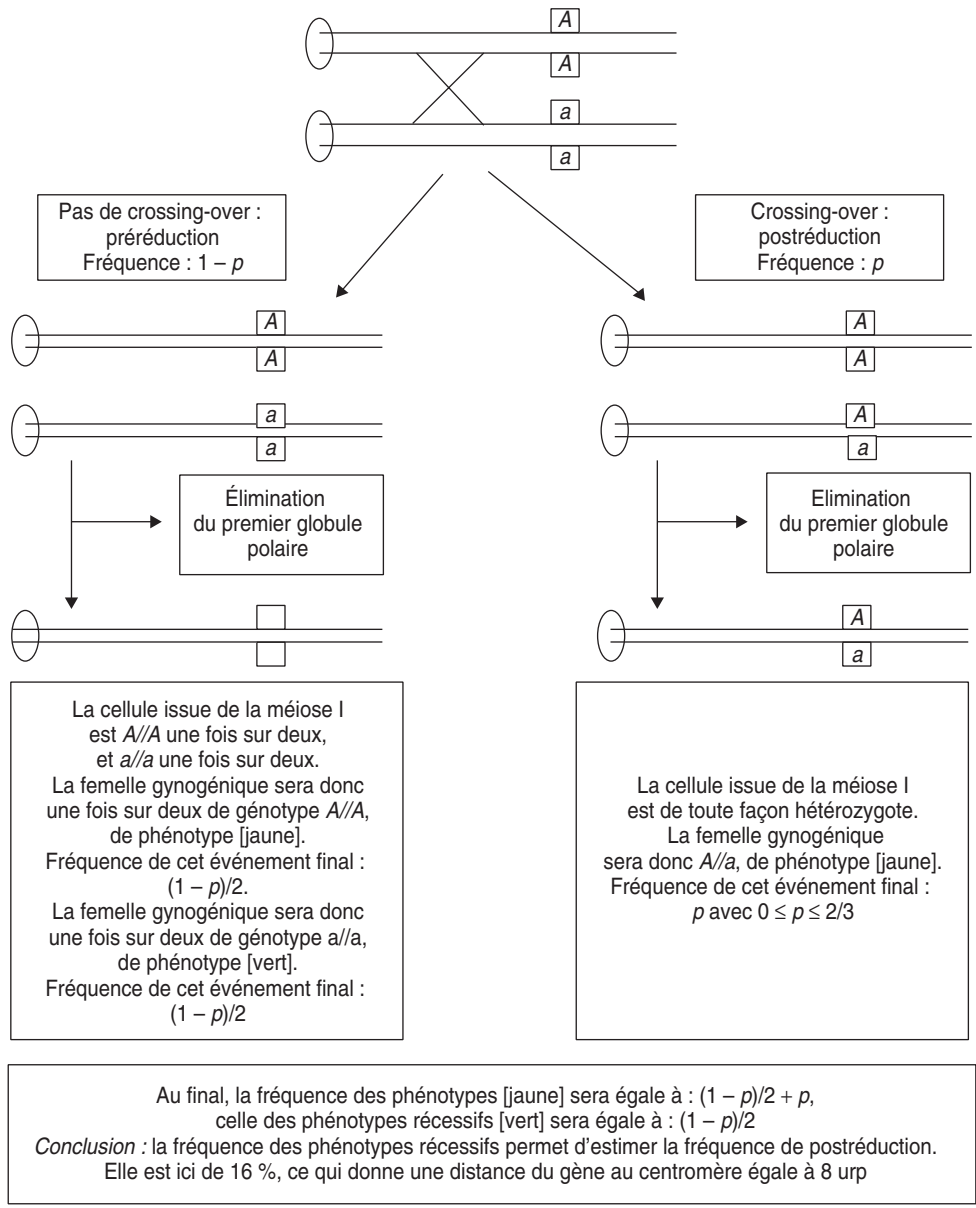 A
A
a
a
Pas de crossing-over :
préréduction
Fréquence : 1 – p
Crossing-over :
postréduction
Fréquence : p
A
A
a
a
A
A
A
a
Élimination
du premier globule
polaire
Elimination
du premier globule
polaire
A
a
La cellule issue de la méiose I
est A//A une fois sur deux,
et a//a une fois sur deux.
La femelle gynogénique sera donc
une fois sur deux de génotype A//A,
de phénotype [jaune].
Fréquence de cet événement final :
(1 – p)/2.
La femelle gynogénique sera donc
une fois sur deux de génotype a//a,
de phénotype [vert].
Fréquence de cet événement final :
(1 – p)/2
La cellule issue de la méiose I
est de toute façon hétérozygote.
La femelle gynogénique
sera donc A//a, de phénotype [jaune].
Fréquence de cet événement final :
p avec 0 ≤ p ≤ 2/3
Au final, la fréquence des phénotypes [jaune] sera égale à : (1 – p)/2 + p,
celle des phénotypes récessifs [vert] sera égale à : (1 – p)/2
Conclusion : la fréquence des phénotypes récessifs permet d'estimer la fréquence de postréduction.
Elle est ici de 16 %, ce qui donne une distance du gène au centromère égale à 8 urp